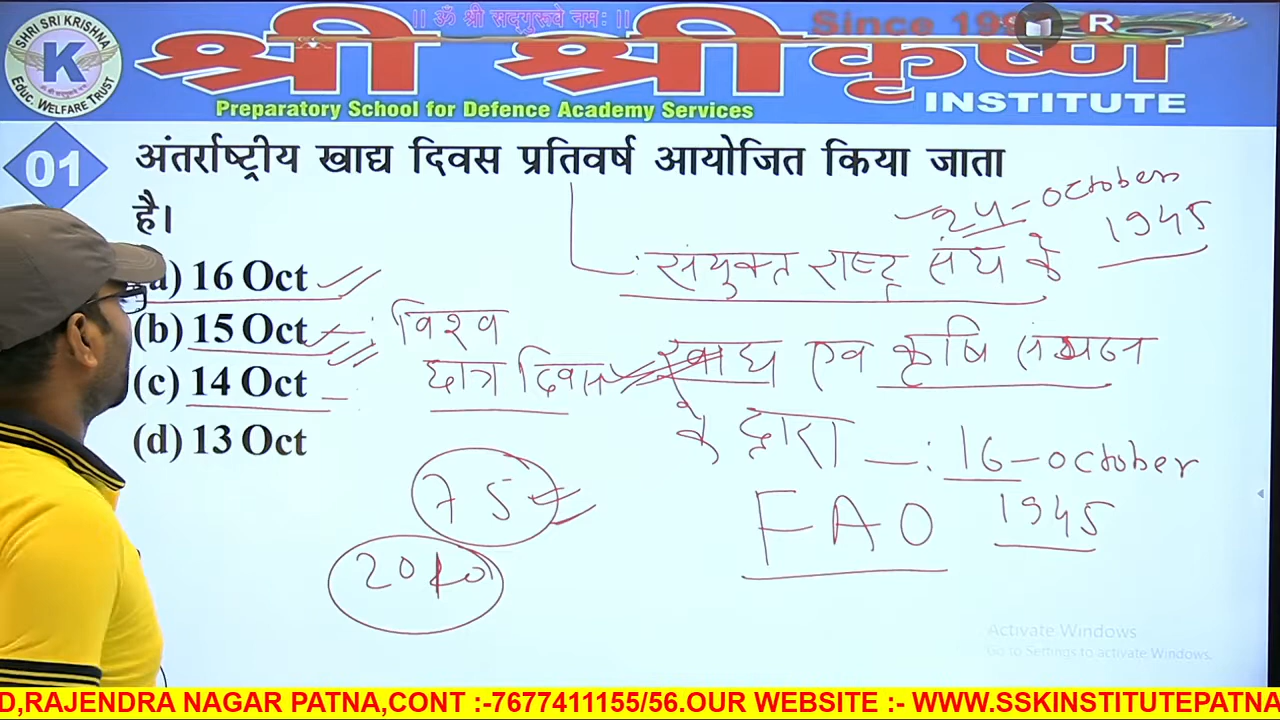 || ॐ श्री सद्गुरूवे नमः ||
SHRI SRI KRISHNA
K
EDUC. WELFARE TRUST
Since
R
श्री श्री कृष्ण
INSTITUTE
Preparatory School for Defence Academy Services
01
अंतर्राष्ट्रीय खाद्य दिवस प्रतिवर्ष आयोजित किया जाता
है।
(a) 16 Oct
(b) 15 Oct
(c) 14 Oct
(d) 13 Oct
24-October
1945
संयुक्त राष्ट्र संघ के
विश्व
छात्र दिवस
एव कृषि संगठन
के द्वारा -: 16-October
1945
FAO
75
Activate Windows
Go to Settings to activate Windows.
D,RAJENDRA NAGAR PATNA,CONT :-7677411155/56.OUR WEBSITE :- WWW.SSKINSTITUTEPATNA